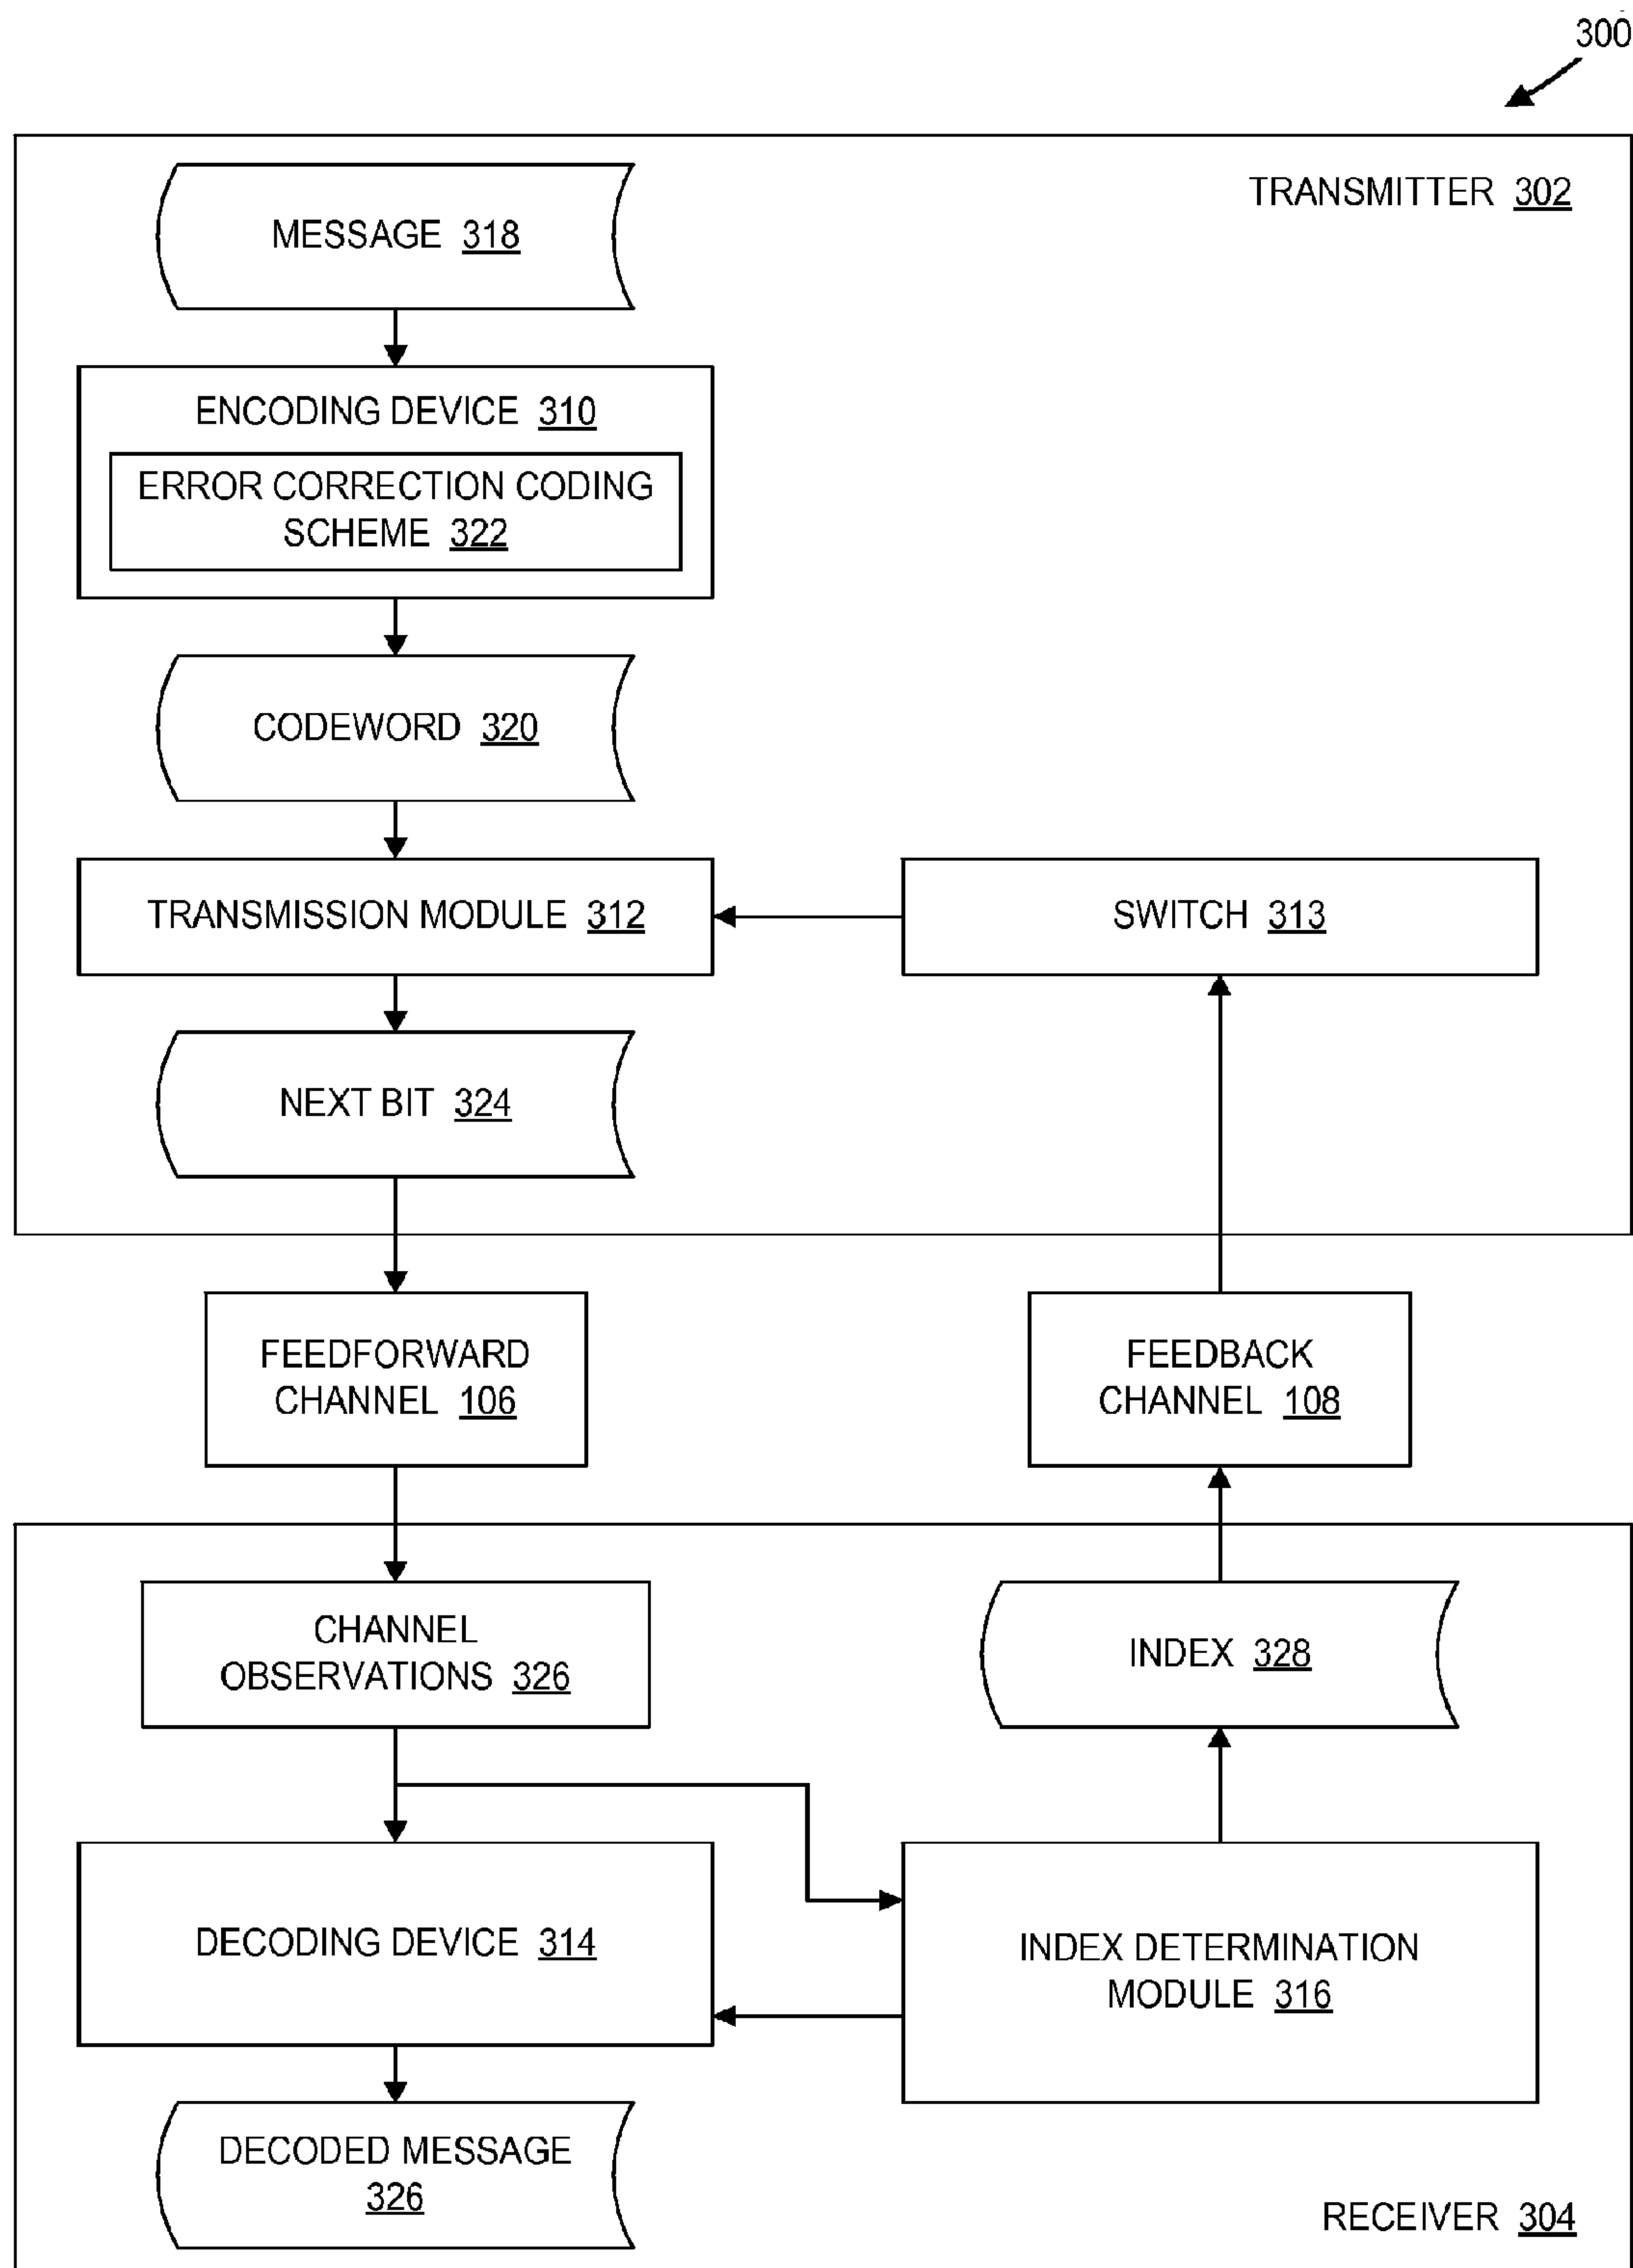 300
TRANSMITTER 302
MESSAGE 318
ENCODING DEVICE 310
ERROR CORRECTION CODING
SCHEME 322
CODEWORD 320
TRANSMISSION MODULE 312
SWITCH 313
NEXT BIT 324
FEEDFORWARD
CHANNEL 106
FEEDBACK
CHANNEL 108
CHANNEL
OBSERVATIONS 326
INDEX 328
DECODING DEVICE 314
INDEX DETERMINATION
MODULE 316
DECODED MESSAGE
326
RECEIVER 304